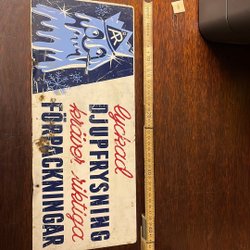 lyckad
DJUPFRYSNING
kräver riktiga
FÖRPACKNINGAR